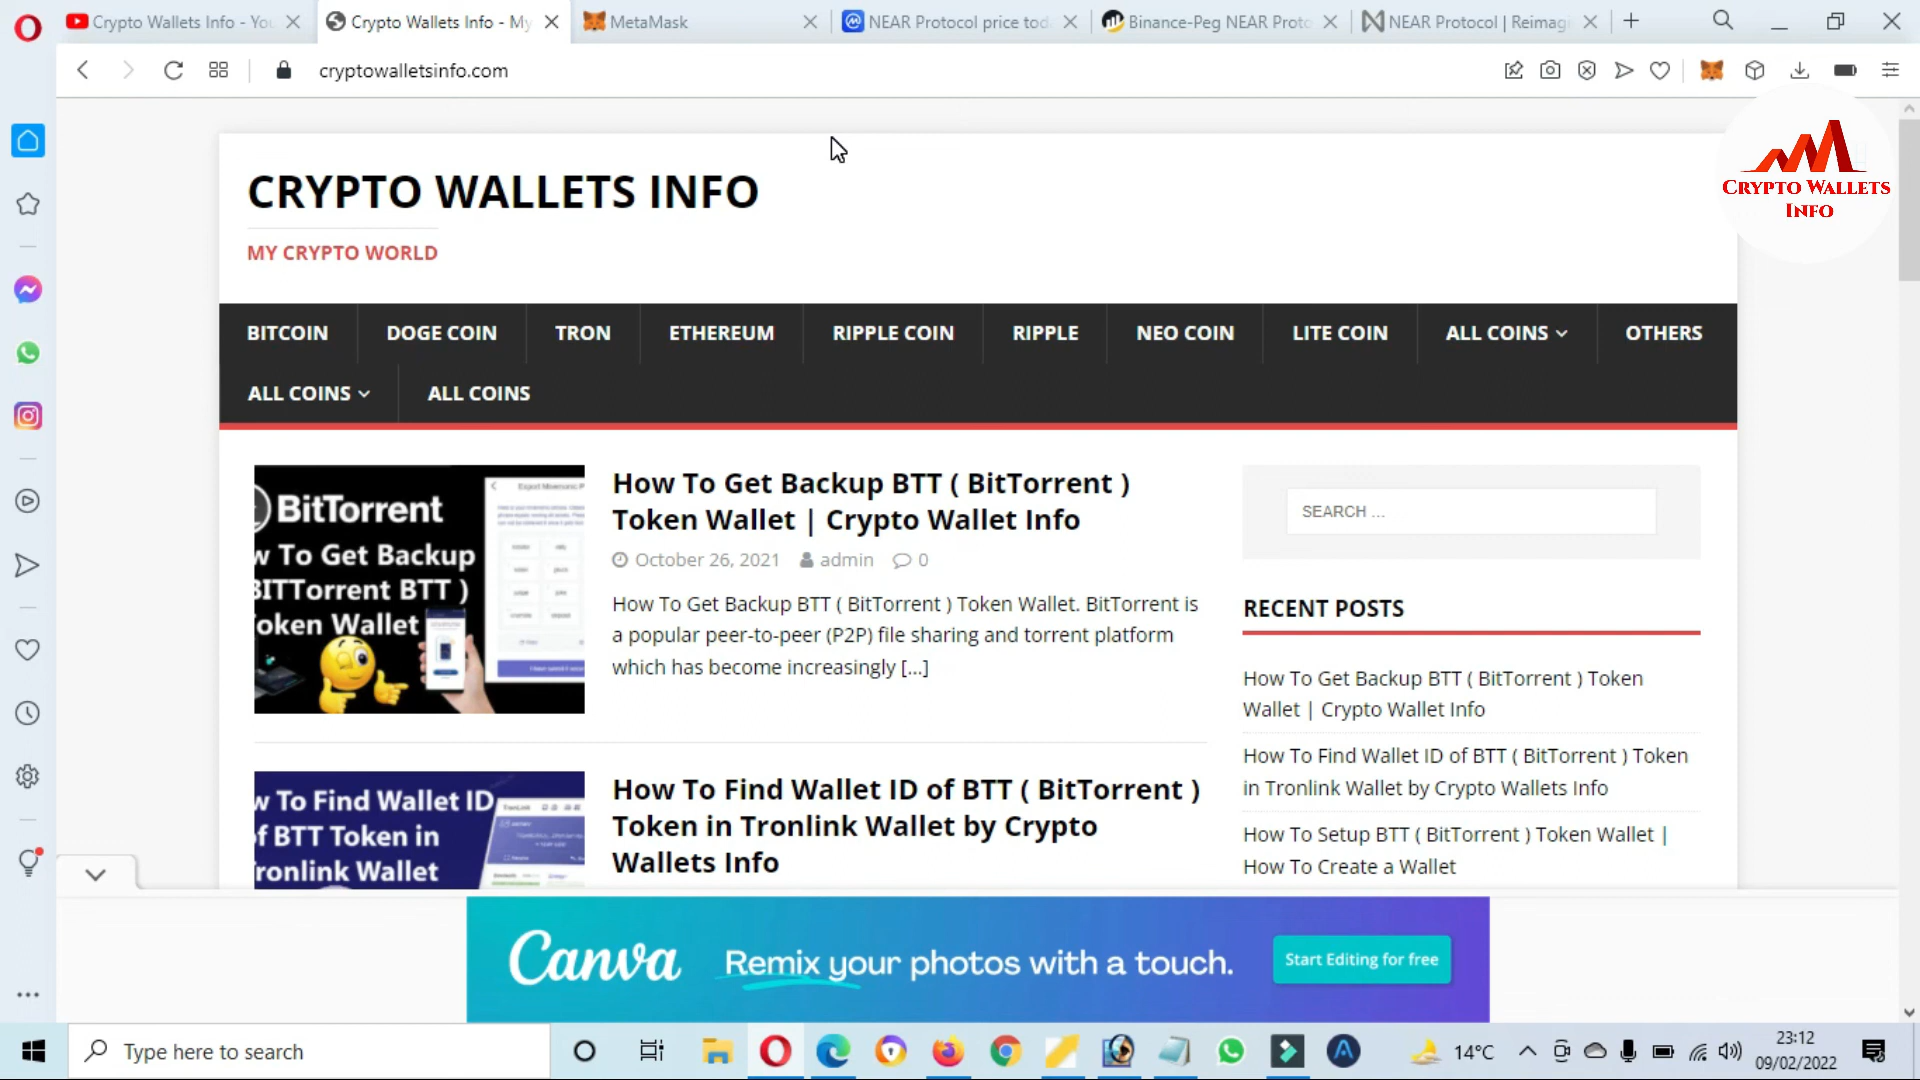 Crypto Wallets Info - You
Crypto Wallets Info - My
MetaMask
NEAR Protocol price tod
Binance-Peg NEAR Proto
NEAR Protocol | Reimagi
cryptowalletsinfo.com
CRYPTO WALLETS
INFO
CRYPTO WALLETS INFO
MY CRYPTO WORLD
BITCOIN
DOGE COIN
TRON
ETHEREUM
RIPPLE COIN
RIPPLE
NEO COIN
LITE COIN
ALL COINS
OTHERS
ALL COINS
ALL COINS
BitTorrent
w To Get Backup
BITTorrent BTT )
oken Wallet
How To Get Backup BTT ( BitTorrent )
Token Wallet | Crypto Wallet Info
October 26, 2021 admin 0
How To Get Backup BTT ( BitTorrent ) Token Wallet. BitTorrent is
a popular peer-to-peer (P2P) file sharing and torrent platform
which has become increasingly [...]
SEARCH ...
RECENT POSTS
How To Get Backup BTT ( BitTorrent ) Token
Wallet | Crypto Wallet Info
How To Find Wallet ID of BTT ( BitTorrent ) Token
in Tronlink Wallet by Crypto Wallets Info
How To Setup BTT ( BitTorrent ) Token Wallet |
How To Create a Wallet
w To Find Wallet ID
of BTT Token in
ronlink Wallet
How To Find Wallet ID of BTT ( BitTorrent )
Token in Tronlink Wallet by Crypto
Wallets Info
Canva
Remix your photos with a touch.
Start Editing for free
Type here to search
14°C
23:12
09/02/2022